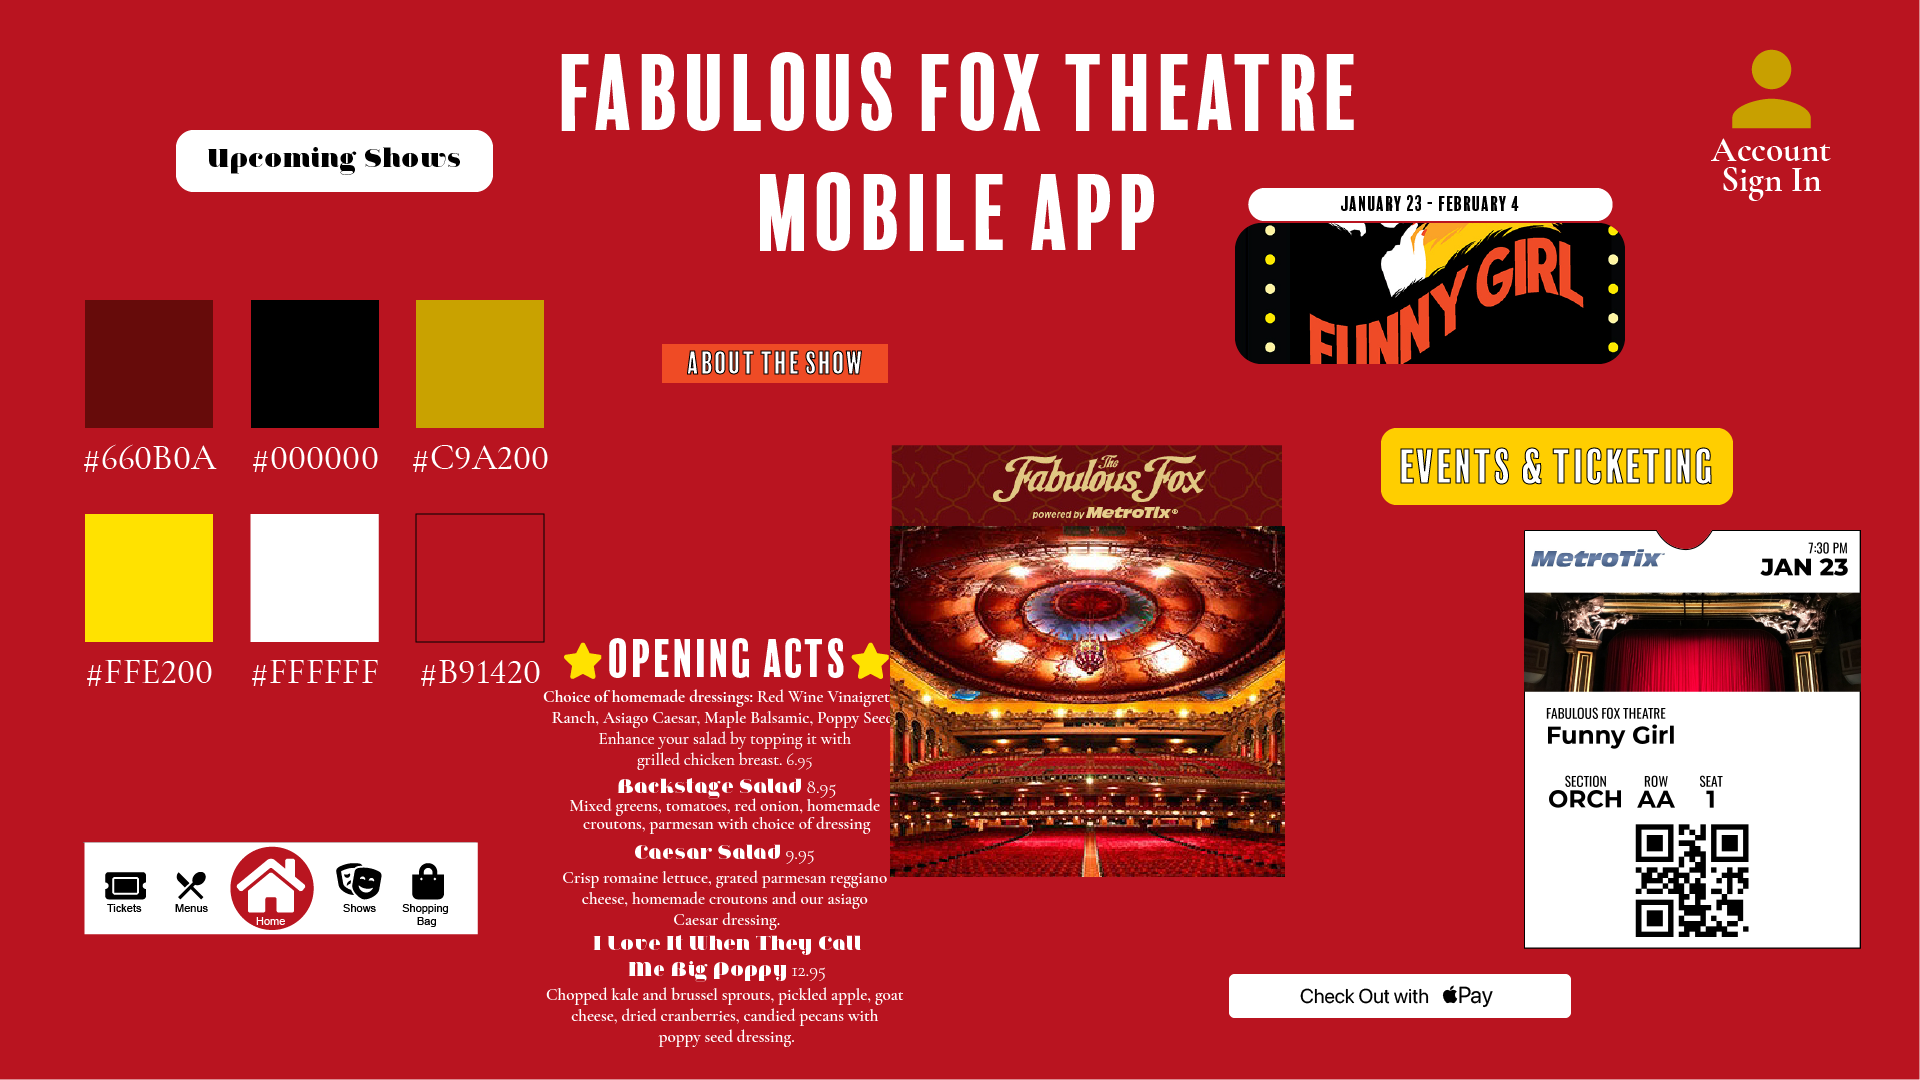 FABULOUS FOX THEATRE
MOBILE APP
Account
Sign In
Upcoming Shows
JANUARY 23 - FEBRUARY 4
FUNNY GIRL
ABOUT THE SHOW
#660B0A
#000000
#C9A200
#FFE200
#FFFFFF
#B91420
The
Fabulous Fox
powered by MetroTix®
EVENTS & TICKETING
MetroTix
7:30 PM
JAN 23
FABULOUS FOX THEATRE
Funny Girl
SECTION ROW SEAT
ORCH AA 1
OPENING ACTS
Choice of homemade dressings: Red Wine Vinaigret
Ranch, Asiago Caesar, Maple Balsamic, Poppy Seed
Enhance your salad by topping it with
grilled chicken breast. 6.95
Backstage Salad 8.95
Mixed greens, tomatoes, red onion, homemade
croutons, parmesan with choice of dressing
Caesar Salad 9.95
Crisp romaine lettuce, grated parmesan reggiano
cheese, homemade croutons and our asiago
Caesar dressing.
I Love It When They Call
Me Big Poppy 12.95
Chopped kale and brussel sprouts, pickled apple, goat
cheese, dried cranberries, candied pecans with
poppy seed dressing.
Tickets
Menus
Home
Shows
Shopping
Bag
Check Out with Pay